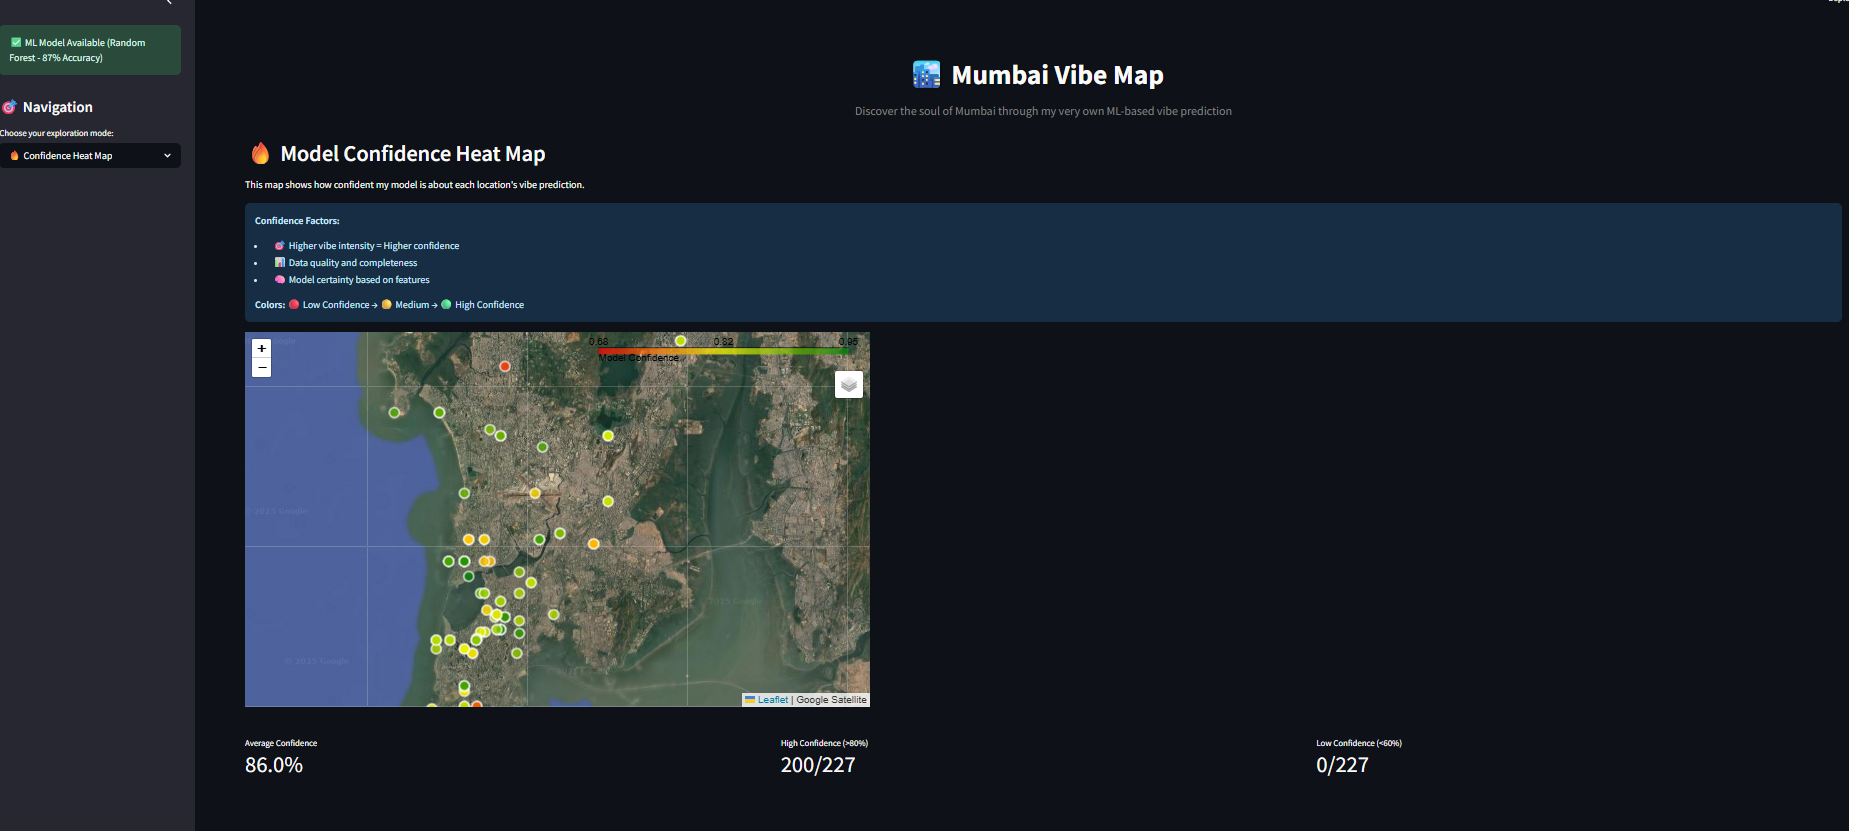 ✅ ML Model Available (Random
Forest - 87% Accuracy)
🎯 Navigation
Choose your exploration mode:
🔥 Confidence Heat Map
🏙️ Mumbai Vibe Map
Discover the soul of Mumbai through my very own ML-based vibe prediction
🔥 Model Confidence Heat Map
This map shows how confident my model is about each location's vibe prediction.
Confidence Factors:
• 🎯 Higher vibe intensity = Higher confidence
• 📊 Data quality and completeness
• 🧠 Model certainty based on features
Colors: 🔴 Low Confidence → 🟡 Medium → 🟢 High Confidence
+
−
0.68 0.82 0.95
Model Confidence
© 2025 Google
2025 Google
© 2025 Google
Leaflet | Google Satellite
Average Confidence
86.0%
High Confidence (>80%)
200/227
Low Confidence (<60%)
0/227